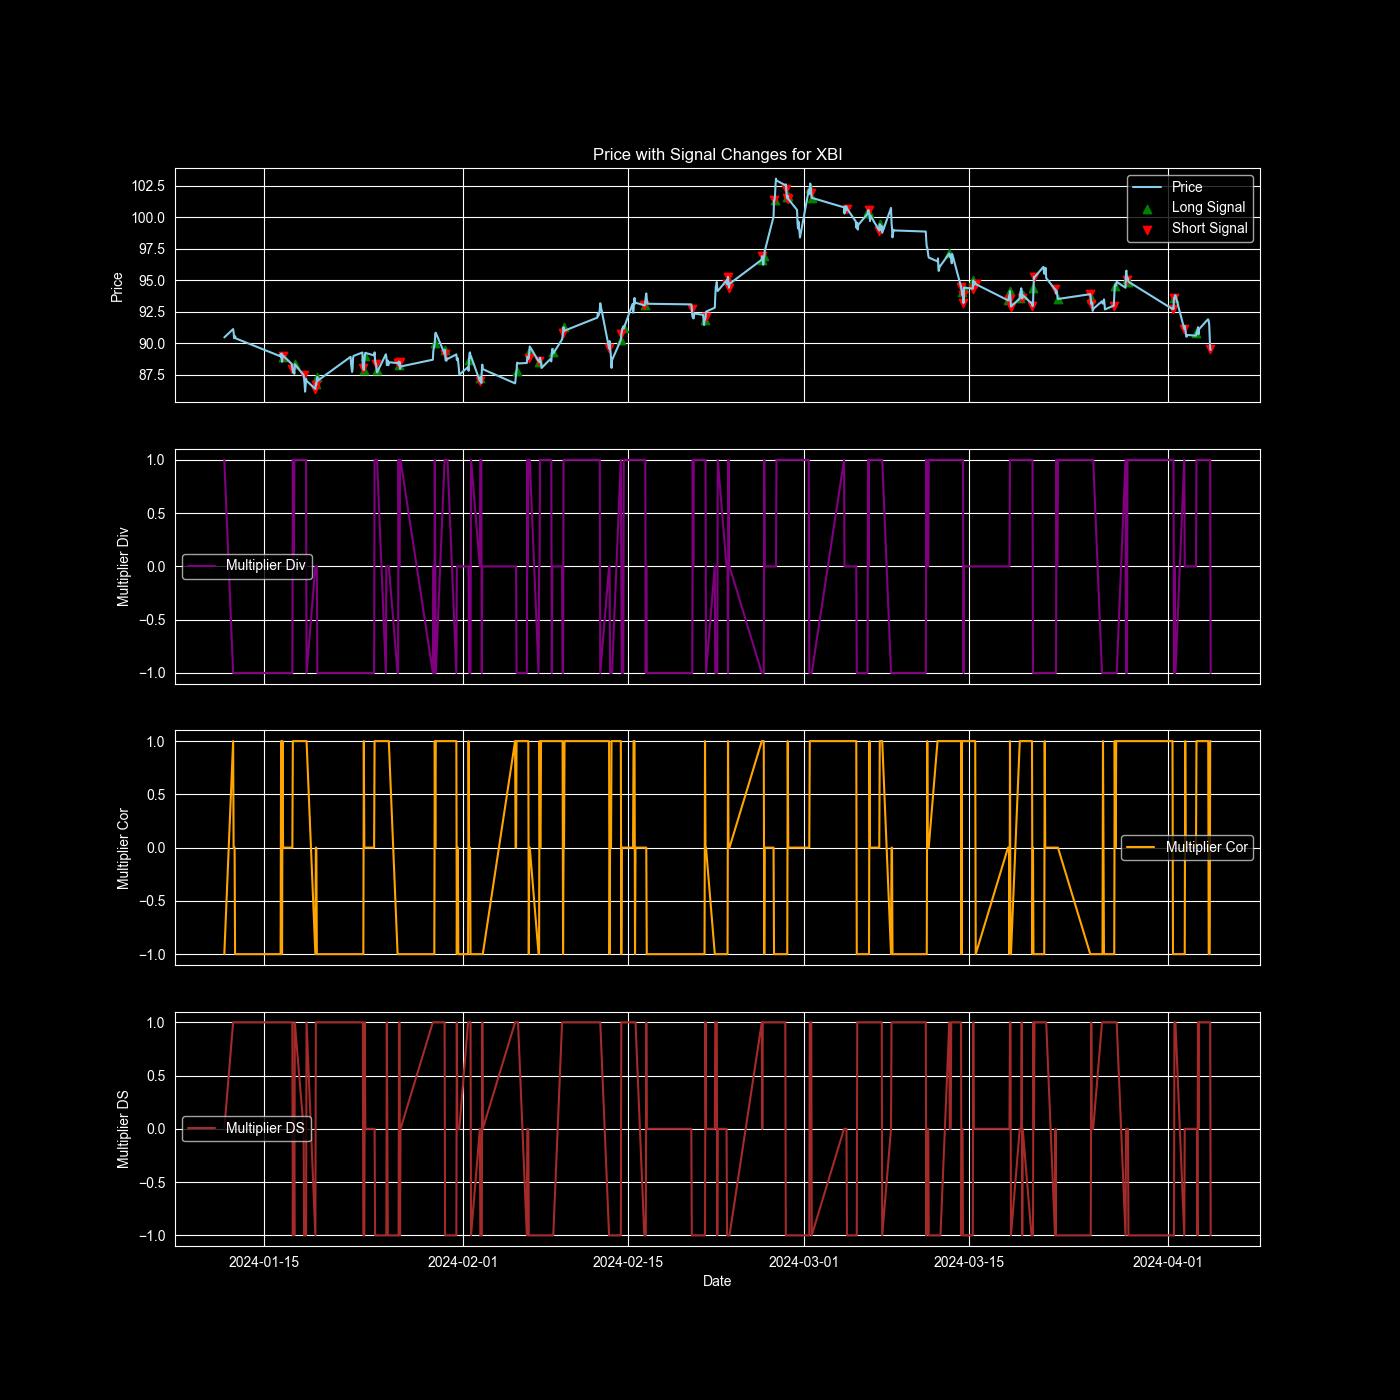 Price with Signal Changes for XBI
Price
102.5
100.0
97.5
95.0
92.5
90.0
87.5
Price
Long Signal
Short Signal
Multiplier Div
1.0
0.5
0.0
−0.5
−1.0
Multiplier Div
Multiplier Cor
1.0
0.5
0.0
−0.5
−1.0
Multiplier Cor
Multiplier DS
1.0
0.5
0.0
−0.5
−1.0
Multiplier DS
2024-01-15 2024-02-01 2024-02-15 2024-03-01 2024-03-15 2024-04-01
Date